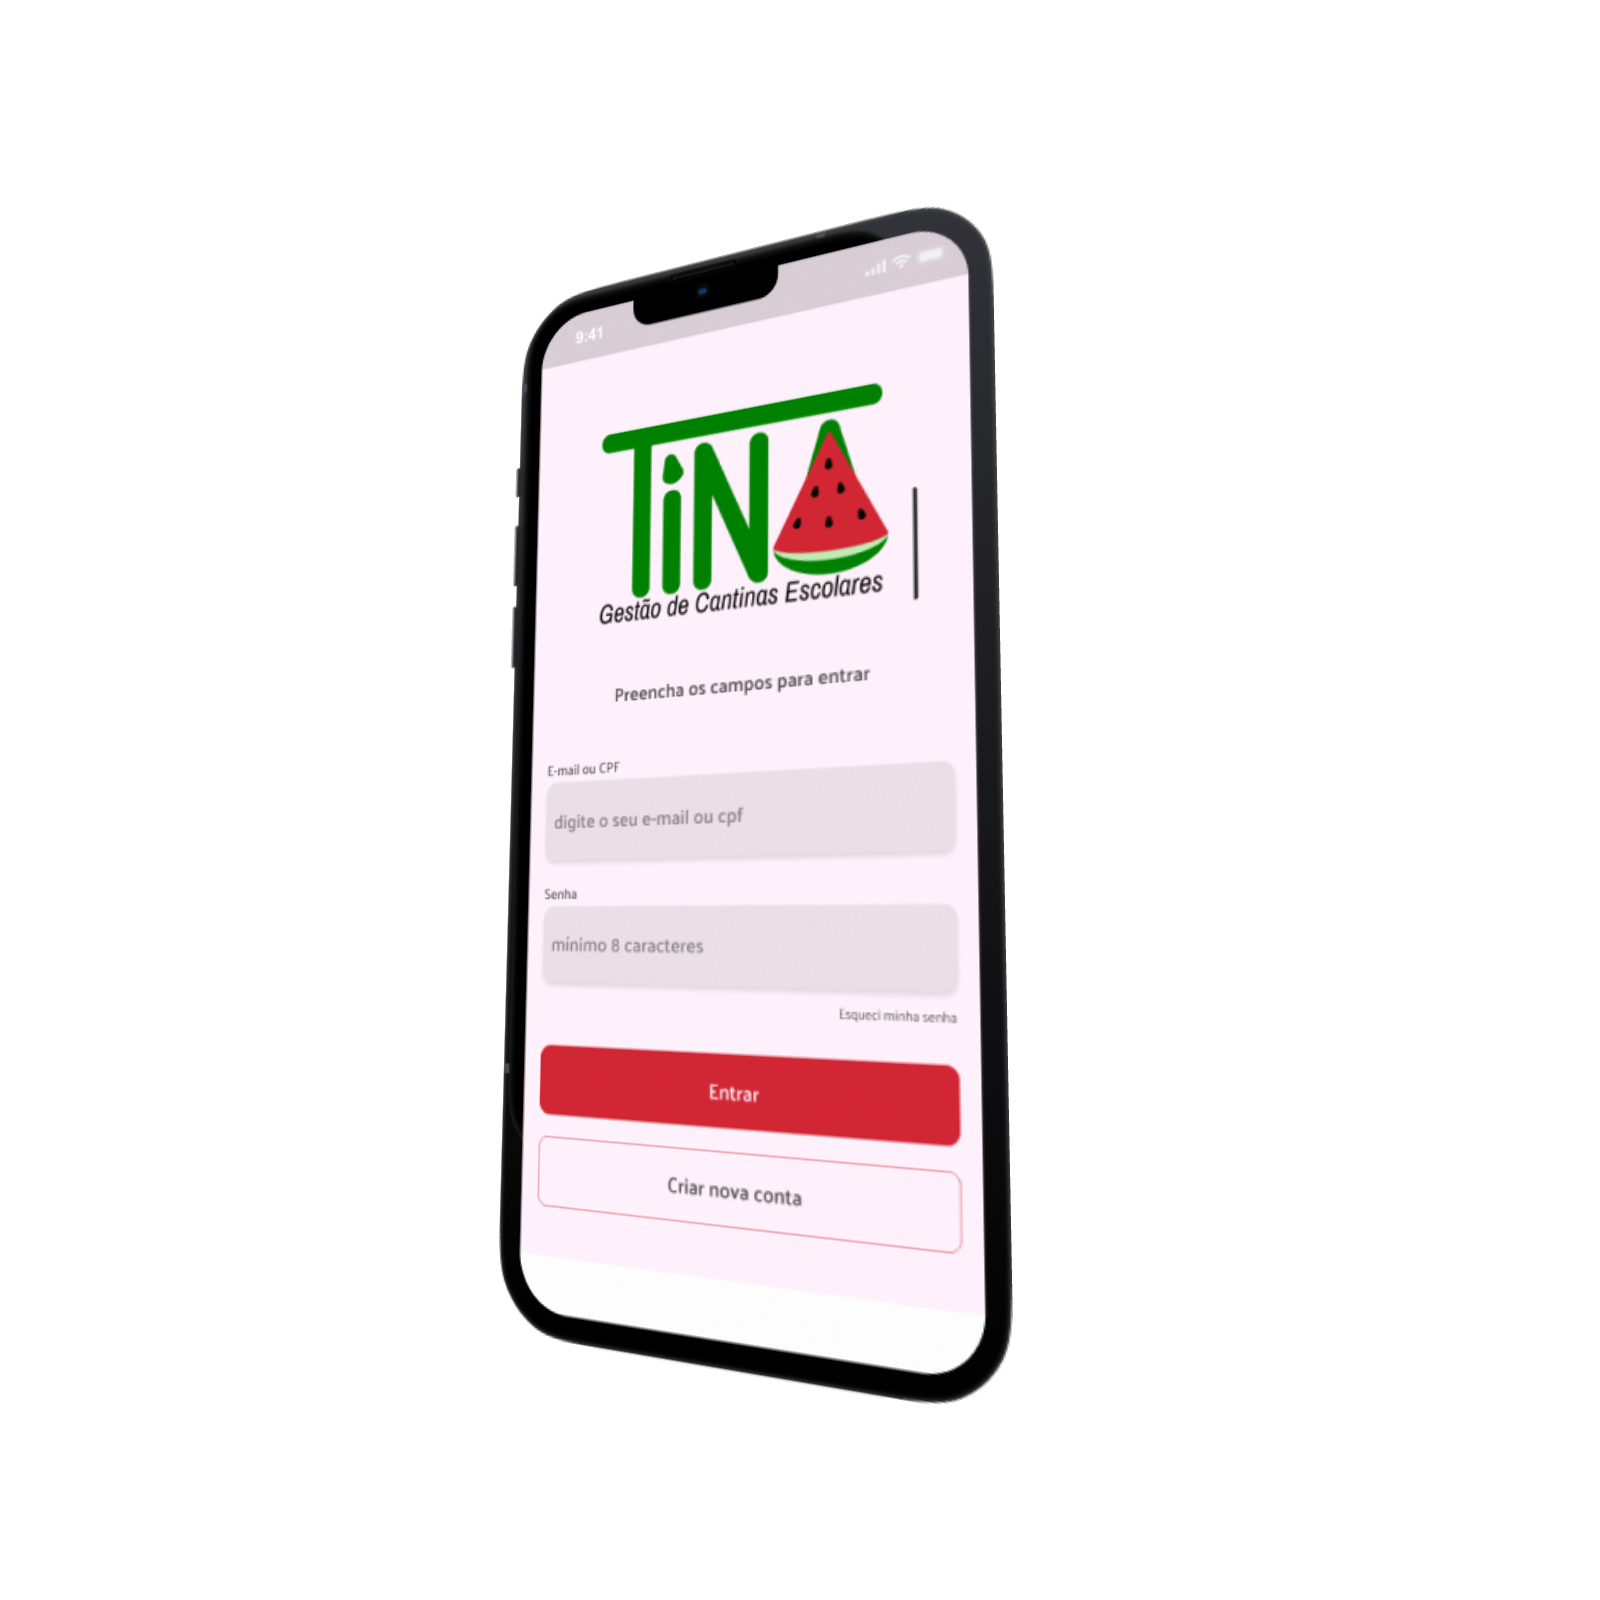 9:41
TiNA
Gestão de Cantinas Escolares
Preencha os campos para entrar
E-mail ou CPF
digite o seu e-mail ou cpf
Senha
mínimo 8 caracteres
Esqueci minha senha
Entrar
Criar nova conta